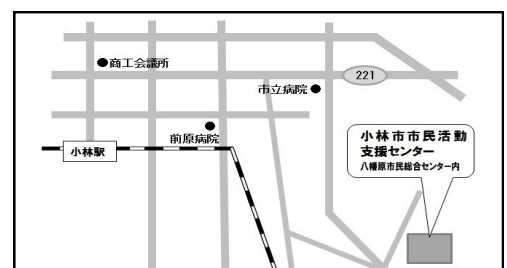 商工会議所
221
市立病院
前原病院
小林駅
小林市市民活動
支援センター
八幡原市民総合センター内